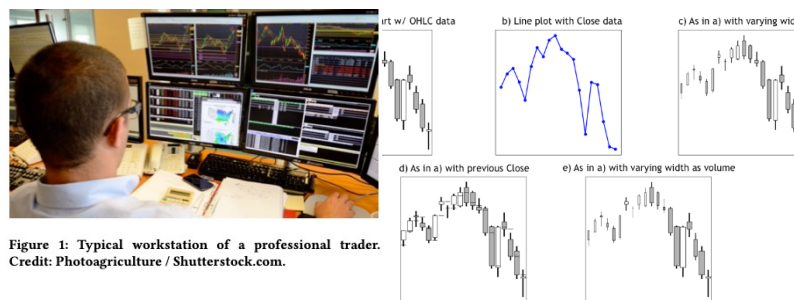 art w/ OHLC data
b) Line plot with Close data
c) As in a) with varying wid
d) As in a) with previous Close
e) As in a) with varying width as volume
Figure 1: Typical workstation of a professional trader.
Credit: Photoagriculture / Shutterstock.com.